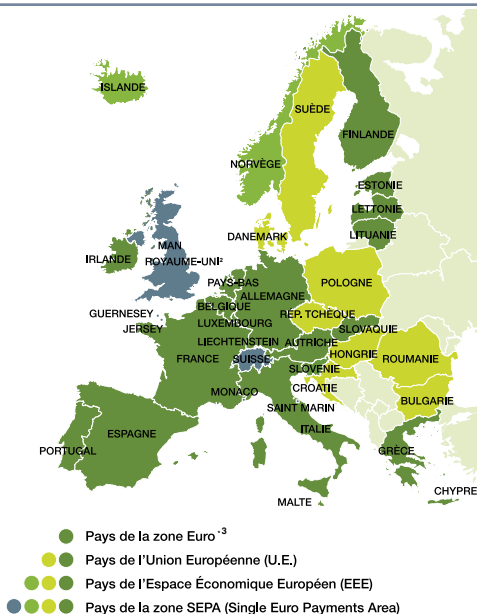 ISLANDE
SUÈDE
FINLANDE
NORVÈGE
ESTONIE
LETTONIE
LITUANIE
DANEMARK
MAN
ROYAUME-UNI²
IRLANDE
PAYS-BAS
POLOGNE
ALLEMAGNE
BELGIQUE
GUERNESEY
RÉP. TCHÈQUE
JERSEY
LUXEMBOURG
SLOVAQUIE
LIECHTENSTEIN
AUTRICHE
FRANCE
SUISSE
HONGRIE
ROUMANIE
SLOVENIE
CROATIE
MONACO
BULGARIE
SAINT MARIN
ITALIE
ESPAGNE
PORTUGAL
GRÈCE
CHYPRE
MALTE
Pays de la zone Euro ·³
Pays de l'Union Européenne (U.E.)
Pays de l'Espace Économique Européen (EEE)
Pays de la zone SEPA (Single Euro Payments Area)